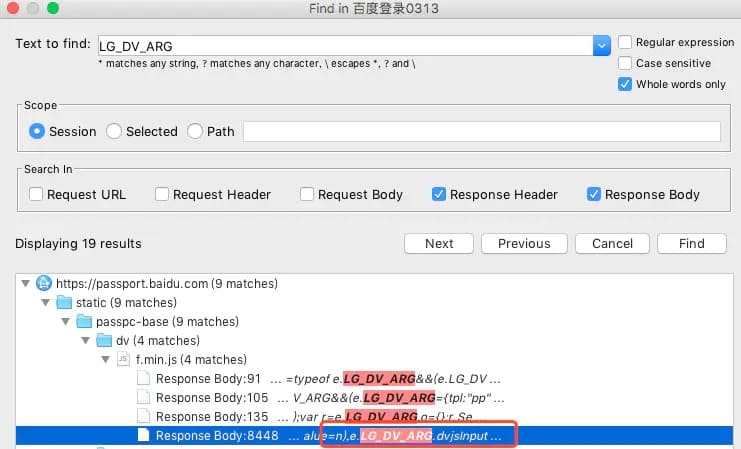 Find in 百度登录0313
Text to find: LG_DV_ARG
Regular expression
* matches any string, ? matches any character, \ escapes *, ? and \
Case sensitive
Whole words only
Scope
Session Selected Path
Search In
Request URL Request Header Request Body Response Header Response Body
Displaying 19 results
Next Previous Cancel Find
https://passport.baidu.com (9 matches)
static (9 matches)
passpc-base (9 matches)
dv (4 matches)
JS f.min.js (4 matches)
Response Body:91 ... =typeof e.LG_DV_ARG&&(e.LG_DV ...
Response Body:105 ... V_ARG&&(e.LG_DV_ARG={tpl:"pp" ...
Response Body:135 ... );var r=e.LG_DV_ARG,o={};r.Se...
Response Body:8448 ... alue=n),e.LG_DV_ARG.dvjsInput ...